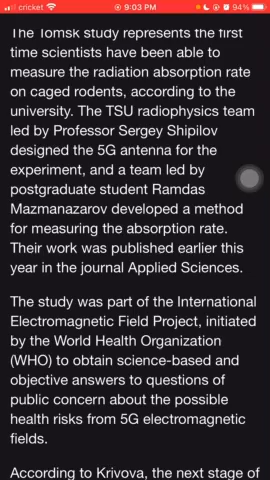 cricket
9:03 PM
94%
The Tomsk study represents the first
time scientists have been able to
measure the radiation absorption rate
on caged rodents, according to the
university. The TSU radiophysics team
led by Professor Sergey Shipilov
designed the 5G antenna for the
experiment, and a team led by
postgraduate student Ramdas
Mazmanazarov developed a method
for measuring the absorption rate.
Their work was published earlier this
year in the journal Applied Sciences.
The study was part of the International
Electromagnetic Field Project, initiated
by the World Health Organization
(WHO) to obtain science-based and
objective answers to questions of
public concern about the possible
health risks from 5G electromagnetic
fields.
According to Krivova, the next stage of